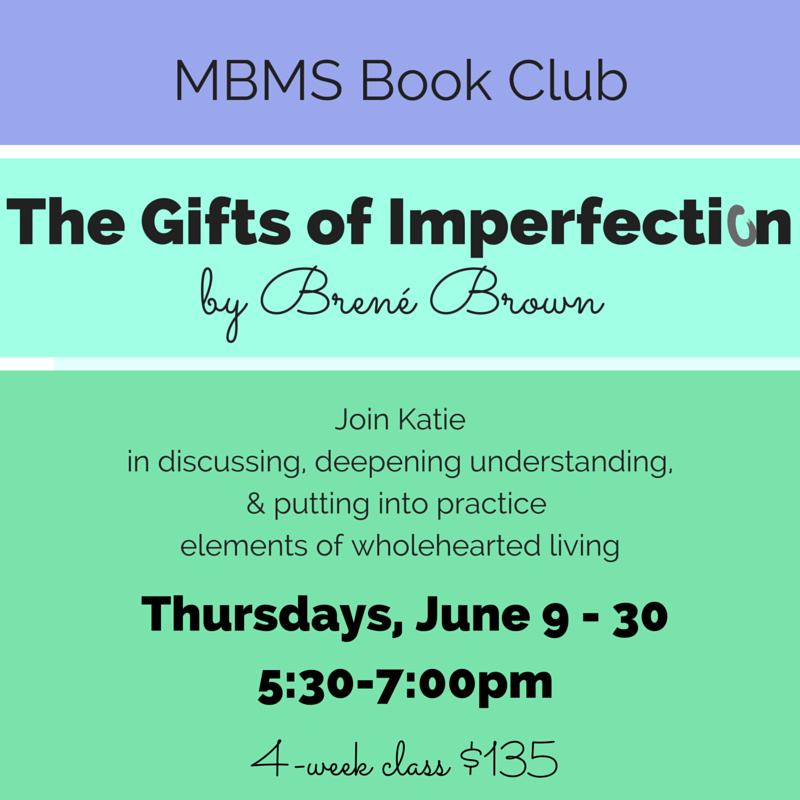 MBMS Book Club
The Gifts of Imperfection
by Brené Brown
Join Katie
in discussing, deepening understanding,
& putting into practice
elements of wholehearted living
Thursdays, June 9 - 30
5:30-7:00pm
4-week class $135